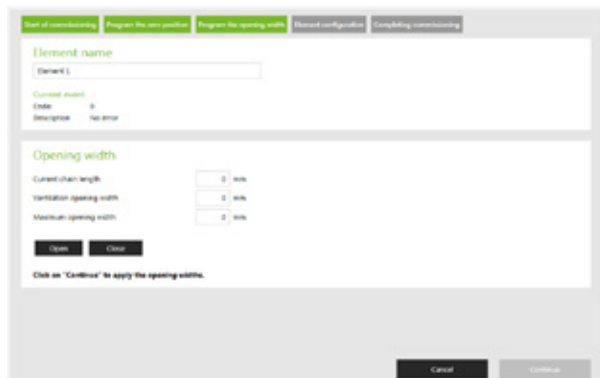 Start of commissioning Program the zero position Program the opening width Element configuration Completing commissioning
Element name
Element 1
Current event
Code: 0
Description No error
Opening width
Current chain length 0 mm
Ventilation opening width 0 mm
Maximum opening width 0 mm
Open Close
Click on "Continue" to apply the opening widths.
Cancel Continue